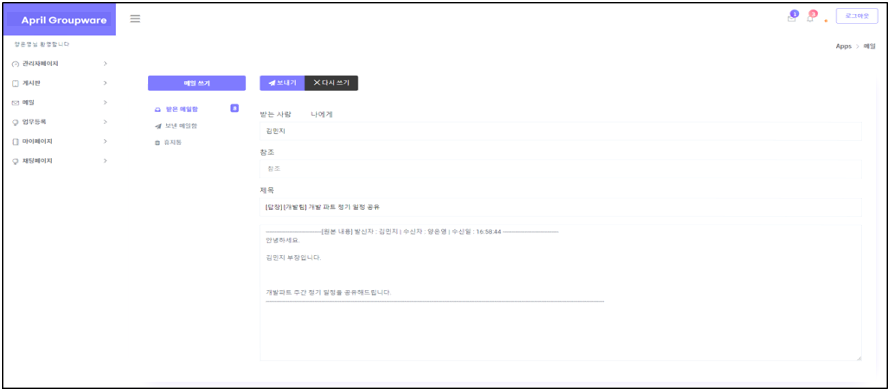 April Groupware
로그아웃
양은영님 환영합니다
Apps > 메일
관리자페이지
게시판
메일
업무등록
마이페이지
채팅페이지
메일 쓰기
받은 메일함
보낸 메일함
휴지통
보내기
다시 쓰기
받는 사람 나에게
김민지
참조
참조
제목
[답장] [개발팀] 개발 파트 정기 일정 공유
[원본 내용] 발신자 : 김민지 | 수신자 : 양은영 | 수신일 : 16:58:44
안녕하세요.
김민지 부장입니다.
개발파트 주간 정기 일정을 공유해드립니다.